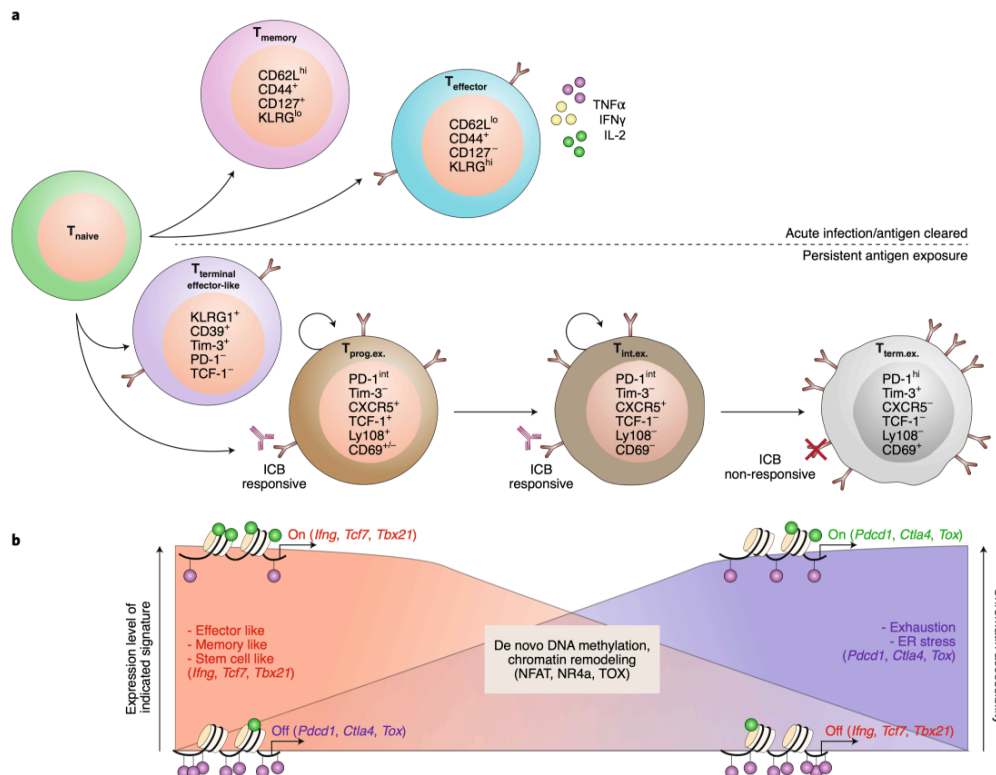 a
T memory
CD62L hi
CD44 +
CD127 +
KLRG lo
T effector
CD62L lo
CD44 +
CD127 −
KLRG hi
TNFα
IFNγ
IL-2
T naive
Acute infection/antigen cleared
Persistent antigen exposure
T terminal
effector-like
KLRG1 +
CD39 +
Tim-3 +
PD-1 −
TCF-1 −
T prog.ex.
PD-1 int
Tim-3 −
CXCR5 +
TCF-1 +
Ly108 +
CD69 +/−
ICB
responsive
T int.ex.
PD-1 int
Tim-3 −
CXCR5 +
TCF-1 −
Ly108 −
CD69 −
ICB
responsive
T term.ex.
PD-1 hi
Tim-3 +
CXCR5 −
TCF-1 −
Ly108 −
CD69 +
ICB
non-responsive
b
Expression level of
indicated signature
On (Ifng, Tcf7, Tbx21)
- Effector like
- Memory like
- Stem cell like
(Ifng, Tcf7, Tbx21)
Off (Pdcd1, Ctla4, Tox)
De novo DNA methylation,
chromatin remodeling
(NFAT, NR4a, TOX)
On (Pdcd1, Ctla4, Tox)
- Exhaustion
- ER stress
(Pdcd1, Ctla4, Tox)
Off (Ifng, Tcf7, Tbx21)